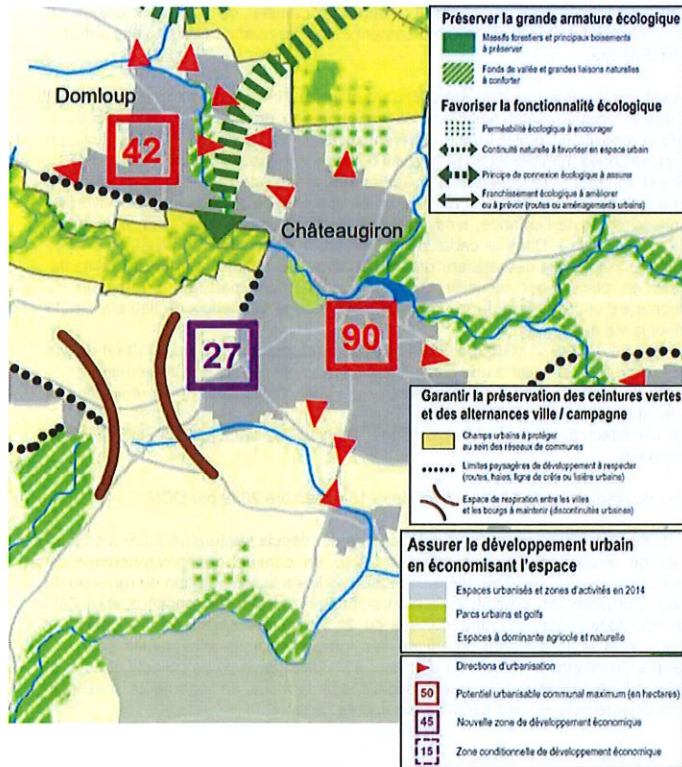 Domloup
42
Châteaugiron
27
90
Préserver la grande armature écologique
Massifs forestiers et principaux boisements
à préserver
Fonds de vallée et grandes liaisons naturelles
à conforter
Favoriser la fonctionnalité écologique
Perméabilité écologique à encourager
Continuité naturelle à favoriser en espace urbain
Principe de connexion écologique à assurer
Franchissement écologique à améliorer
ou à prévoir (routes ou aménagements urbains)
Garantir la préservation des ceintures vertes
et des alternances ville / campagne
Champs urbains à protéger
au sein des réseaux de communes
Limites paysagères de développement à respecter
(routes, haies, ligne de crête ou lisière urbains)
Espace de respiration entre les villes
et les bourgs à maintenir (discontinuités urbaines)
Assurer le développement urbain
en économisant l'espace
Espaces urbanisés et zones d'activités en 2014
Parcs urbains et golfs
Espaces à dominante agricole et naturelle
Directions d'urbanisation
50 Potentiel urbanisable communal maximum (en hectares)
45 Nouvelle zone de développement économique
15 Zone conditionnelle de développement économique